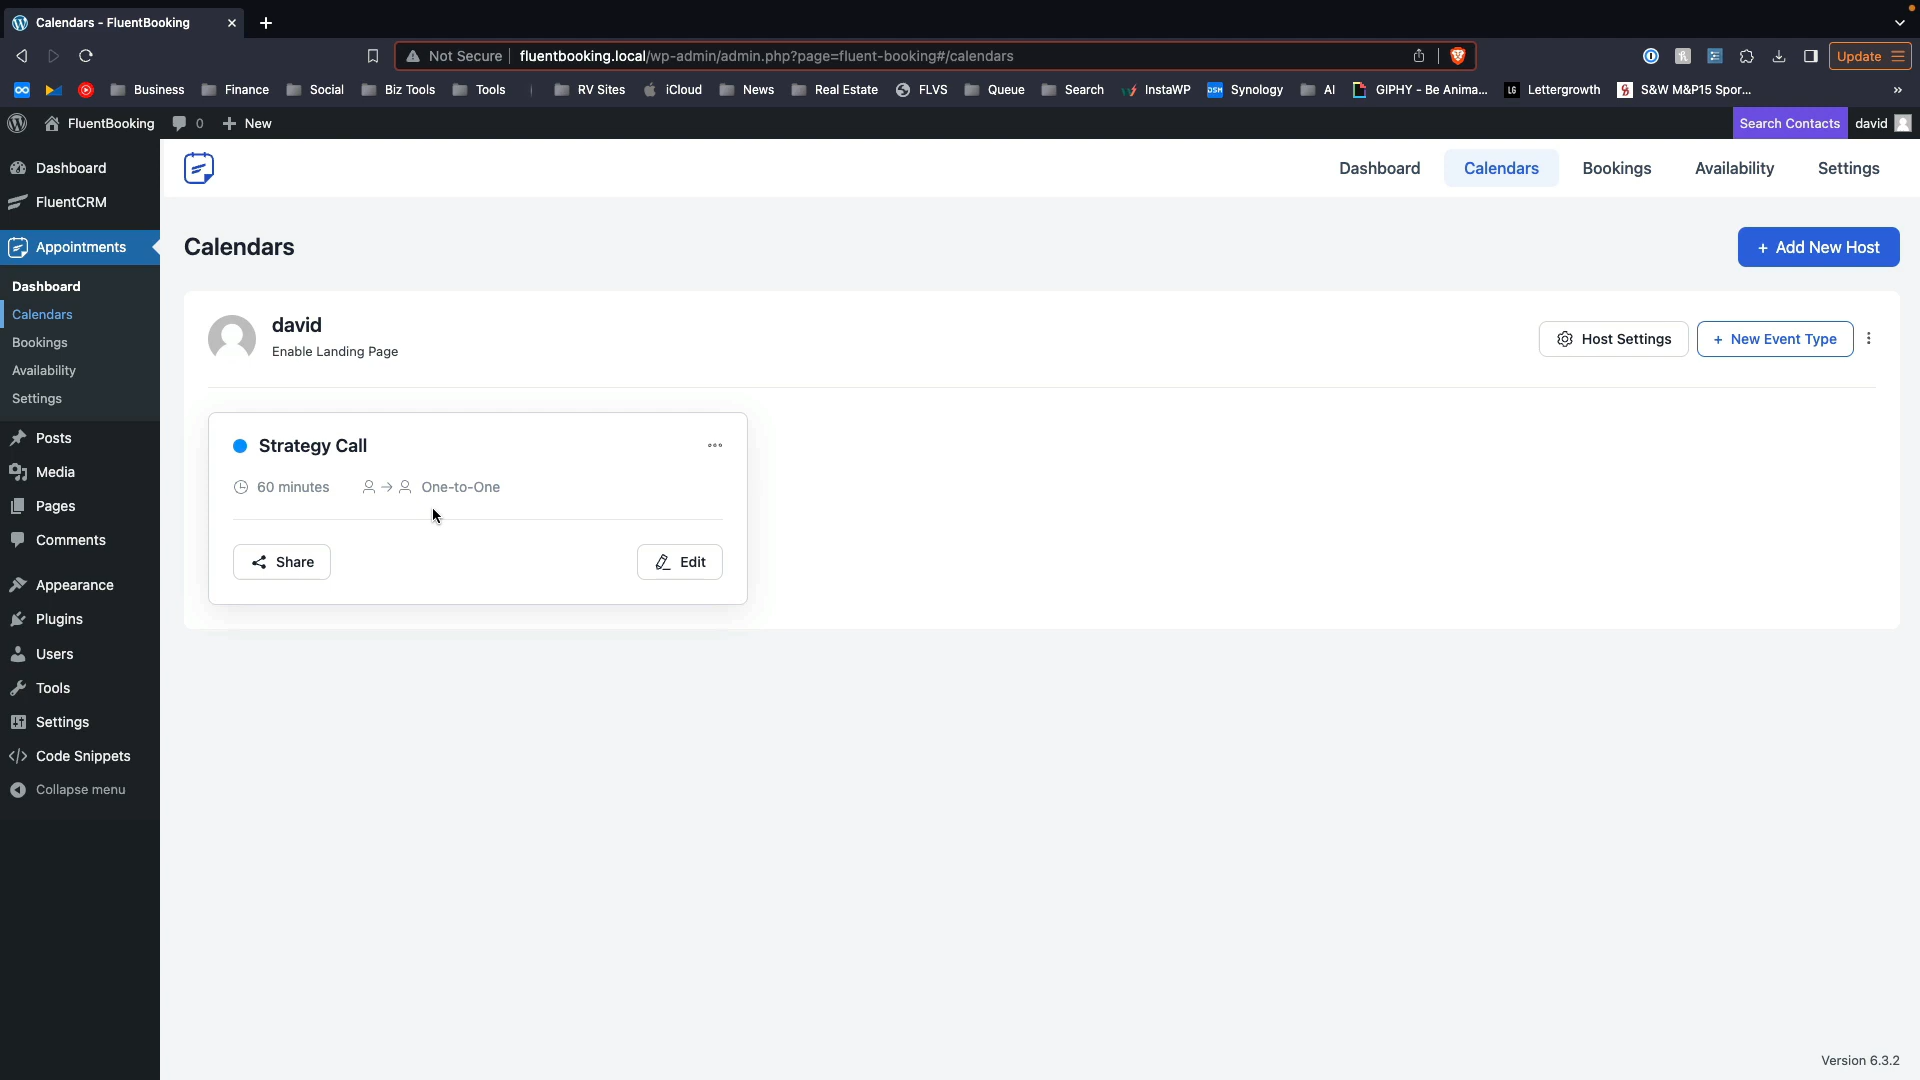 Calendars - FluentBooking
Not Secure fluentbooking.local/wp-admin/admin.php?page=fluent-booking#/calendars Update
Business Finance Social Biz Tools Tools RV Sites iCloud News Real Estate FLVS Queue Search InstaWP DSM Synology AI GIPHY - Be Anima... LG Lettergrowth S&W M&P15 Spor... »
FluentBooking 0 + New Search Contacts david
Dashboard
FluentCRM
Appointments
Dashboard
Calendars
Bookings
Availability
Settings
Posts
Media
Pages
Comments
Appearance
Plugins
Users
Tools
Settings
Code Snippets
Collapse menu
Dashboard Calendars Bookings Availability Settings
Calendars + Add New Host
david
Enable Landing Page
Host Settings + New Event Type
Strategy Call
60 minutes One-to-One
Share Edit
Version 6.3.2